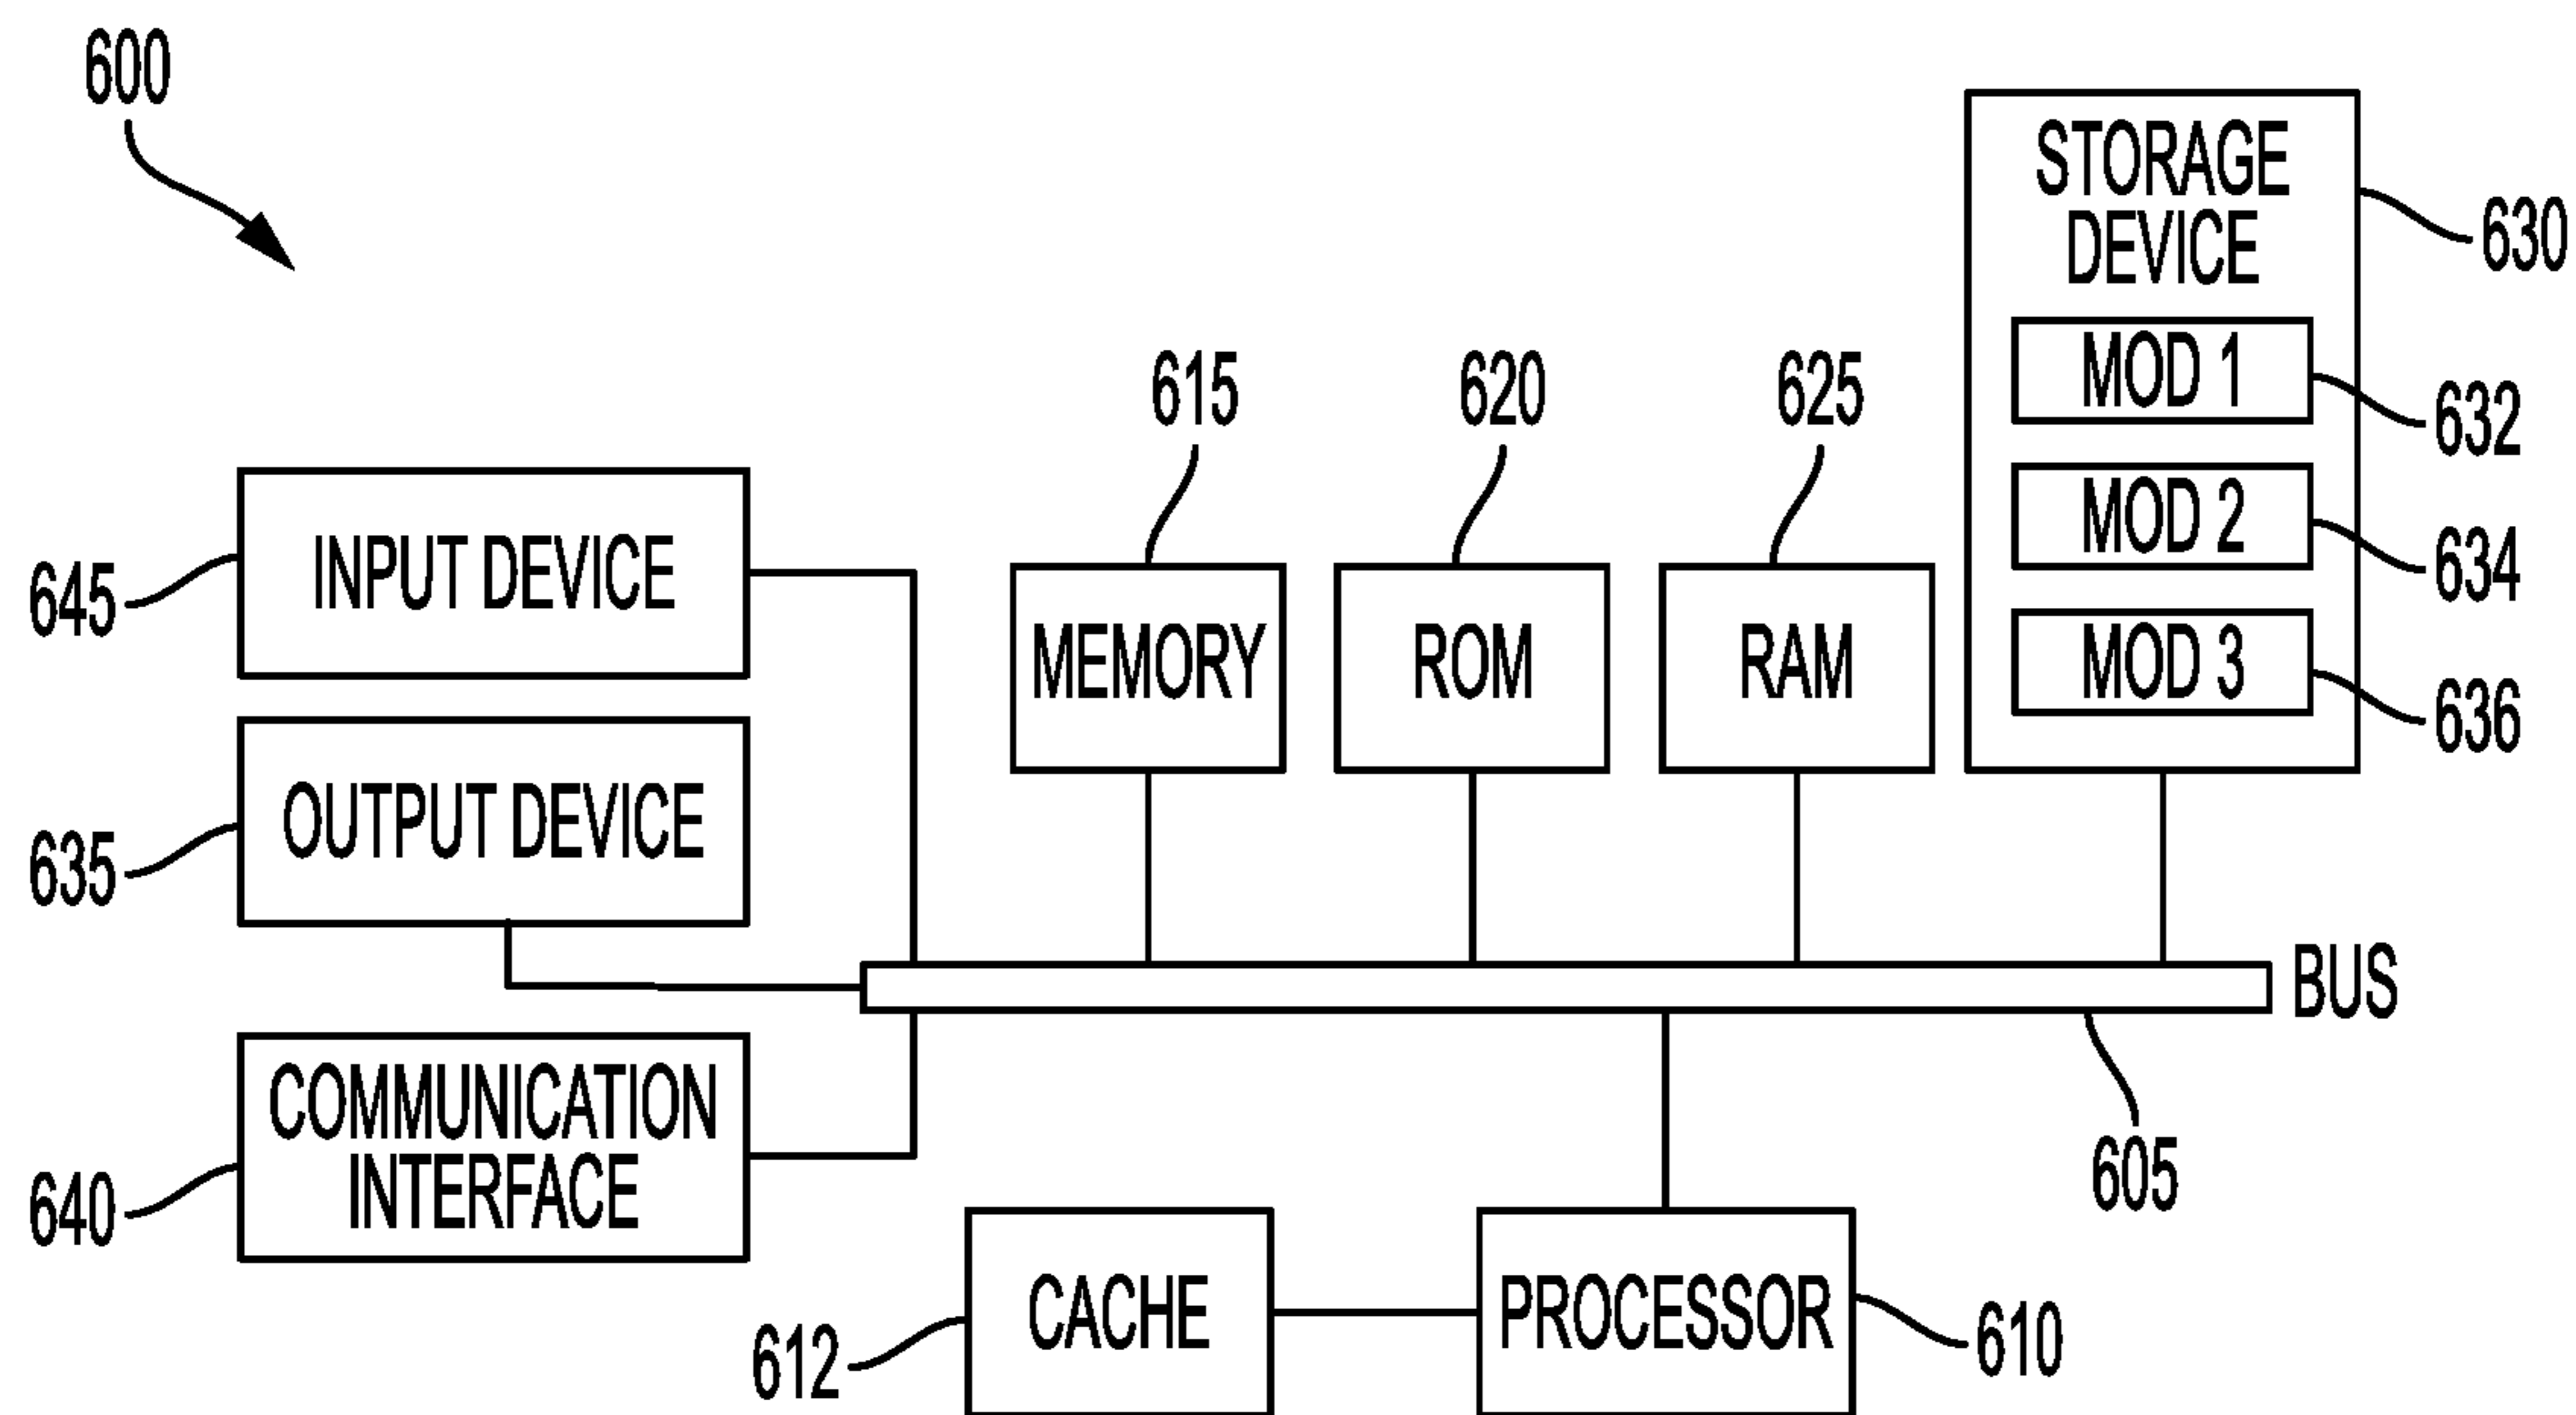 600
STORAGE
DEVICE
630
MOD 1
632
MOD 2
634
MOD 3
636
615
620
625
645
INPUT DEVICE
MEMORY
ROM
RAM
635
OUTPUT DEVICE
BUS
605
640
COMMUNICATION
INTERFACE
612
CACHE
PROCESSOR
610